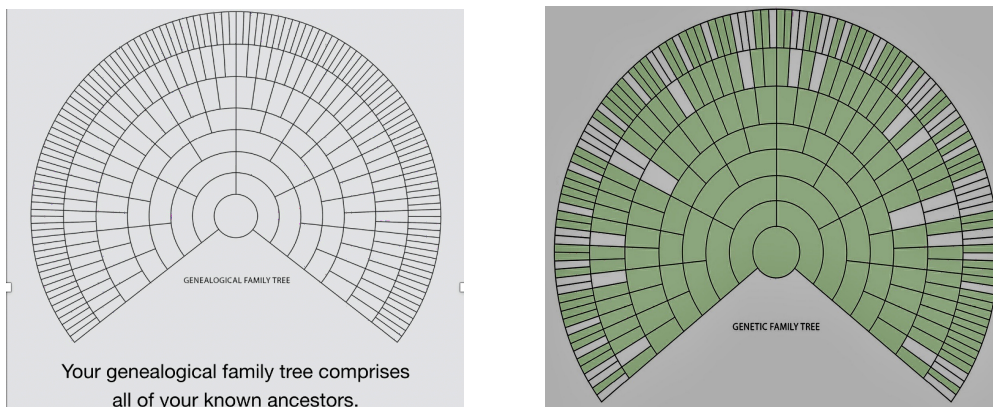 GENEALOGICAL FAMILY TREE
Your genealogical family tree comprises
all of your known ancestors.
GENETIC FAMILY TREE